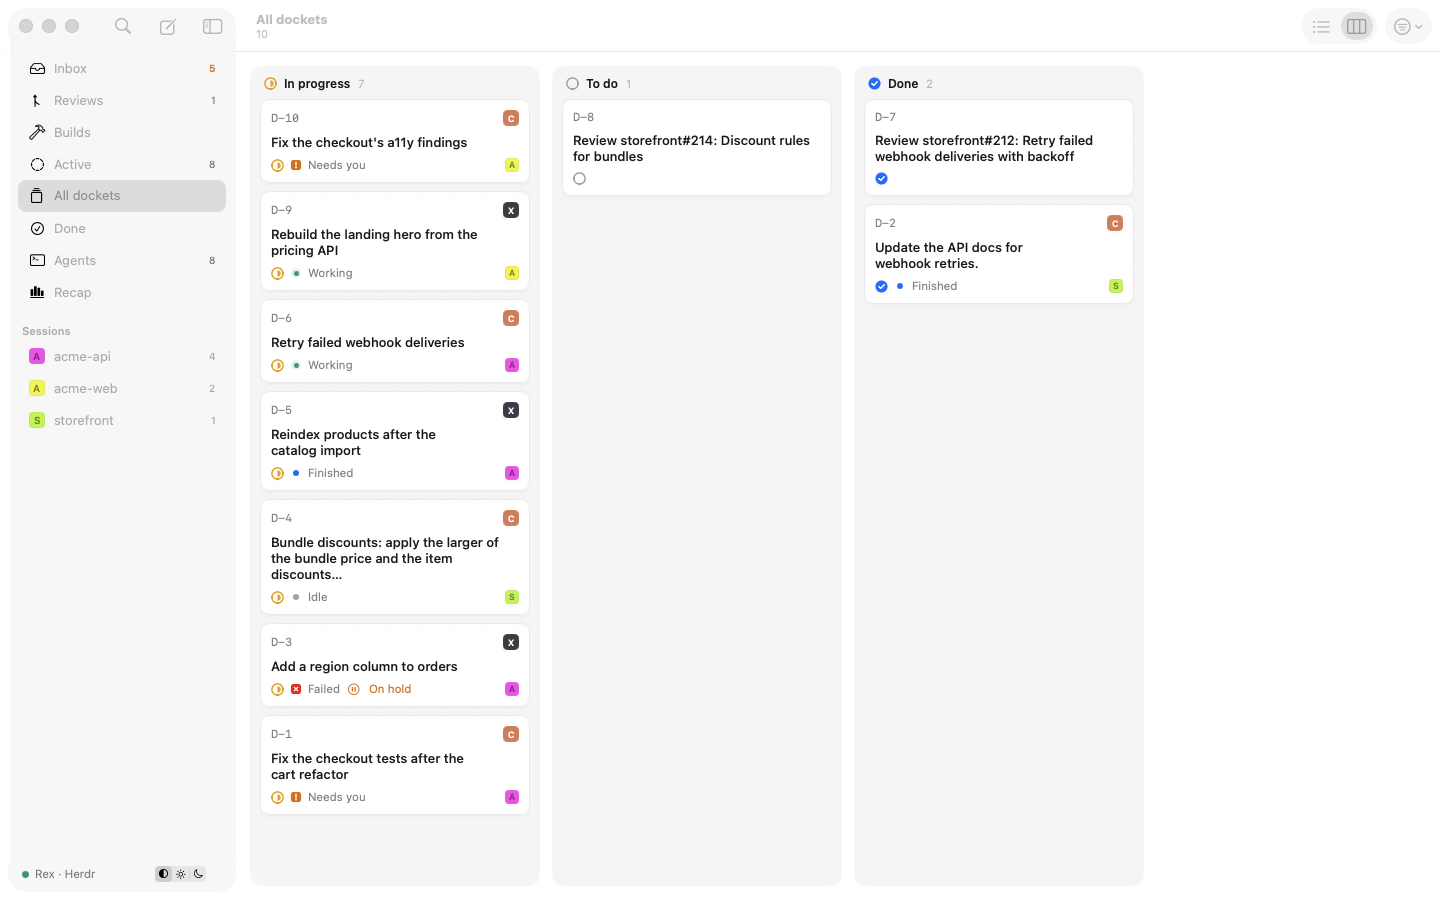 All dockets
10
Inbox 5
Reviews 1
Builds
Active 8
All dockets
Done
Agents 8
Recap
Sessions
A acme-api 4
A acme-web 2
S storefront 1
Rex · Herdr
In progress 7
D-10 C
Fix the checkout's a11y findings
Needs you A
D-9 X
Rebuild the landing hero from the
pricing API
Working A
D-6 C
Retry failed webhook deliveries
Working A
D-5 X
Reindex products after the
catalog import
Finished A
D-4 C
Bundle discounts: apply the larger of
the bundle price and the item
discounts...
Idle S
D-3 X
Add a region column to orders
Failed On hold A
D-1 C
Fix the checkout tests after the
cart refactor
Needs you A
To do 1
D-8
Review storefront#214: Discount rules
for bundles
Done 2
D-7
Review storefront#212: Retry failed
webhook deliveries with backoff
D-2 C
Update the API docs for
webhook retries.
Finished S